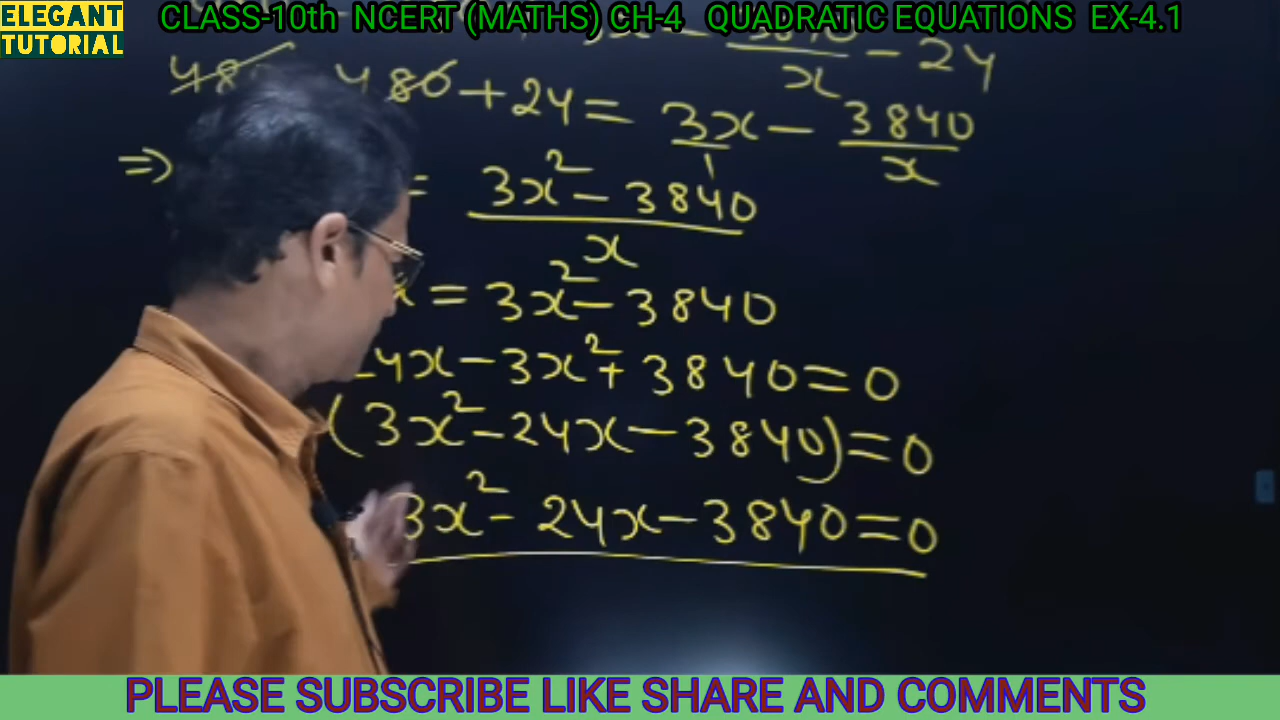 ELEGANT TUTORIAL
CLASS-10th NCERT (MATHS) CH-4 QUADRATIC EQUATIONS EX-4.1
x - 24
+ 24 = 3x - 3840/x
⇒ = 3x² - 3840 / x
x = 3x² - 3840
24x - 3x² + 3840 = 0
(3x² - 24x - 3840) = 0
3x² - 24x - 3840 = 0
PLEASE SUBSCRIBE LIKE SHARE AND COMMENTS